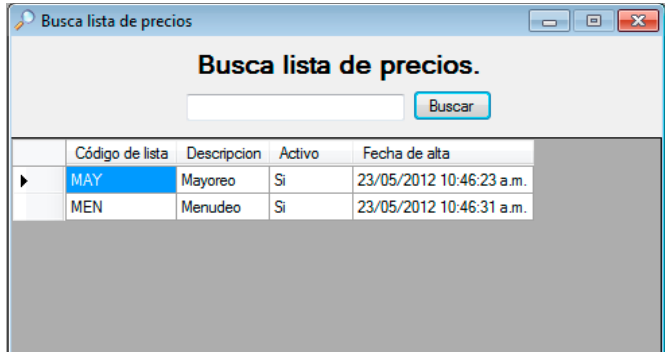 Busca lista de precios
Busca lista de precios.
Buscar
Código de lista Descripcion Activo Fecha de alta
MAY Mayoreo Si 23/05/2012 10:46:23 a.m.
MEN Menudeo Si 23/05/2012 10:46:31 a.m.